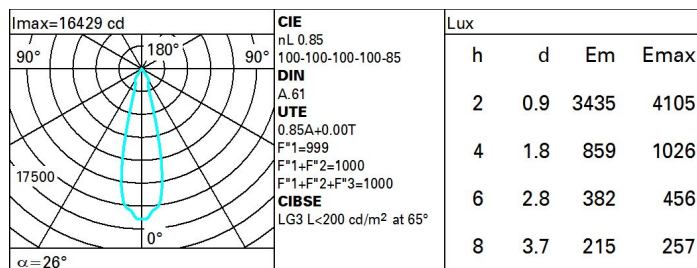 Imax=16429 cd
90°
180°
90°
17500
0°
α=26°
CIE
nL 0.85
100-100-100-100-85
DIN
A.61
UTE
0.85A+0.00T
F"1=999
F"1+F"2=1000
F"1+F"2+F"3=1000
CIBSE
LG3 L<200 cd/m² at 65°
Lux
h d Em Emax
2 0.9 3435 4105
4 1.8 859 1026
6 2.8 382 456
8 3.7 215 257